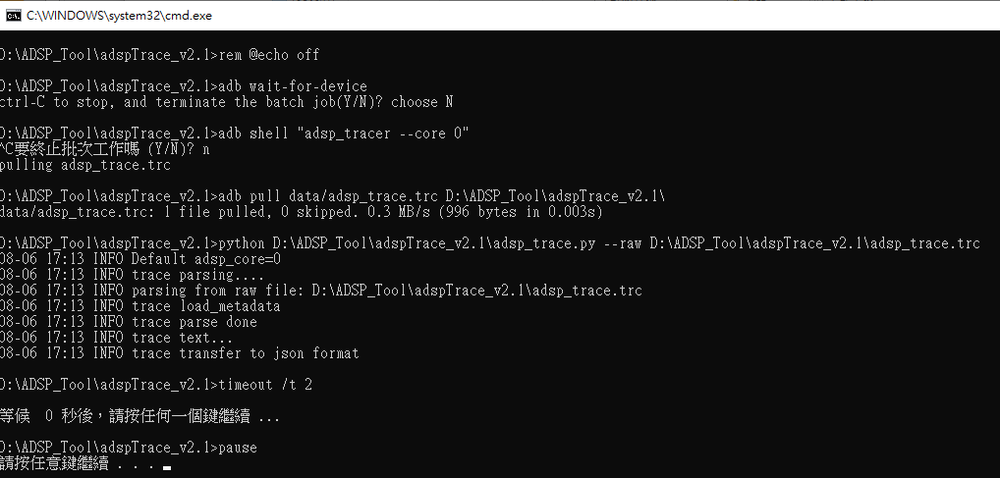 C:\WINDOWS\system32\cmd.exe
D:\ADSP_Tool\adspTrace_v2.1>rem @echo off
D:\ADSP_Tool\adspTrace_v2.1>adb wait-for-device
ctrl-C to stop, and terminate the batch job(Y/N)? choose N
D:\ADSP_Tool\adspTrace_v2.1>adb shell "adsp_tracer --core 0"
^C要終止批次工作嗎 (Y/N)? n
pulling adsp_trace.trc
D:\ADSP_Tool\adspTrace_v2.1>adb pull data/adsp_trace.trc D:\ADSP_Tool\adspTrace_v2.1\
data/adsp_trace.trc: 1 file pulled, 0 skipped. 0.3 MB/s (996 bytes in 0.003s)
D:\ADSP_Tool\adspTrace_v2.1>python D:\ADSP_Tool\adspTrace_v2.1\adsp_trace.py --raw D:\ADSP_Tool\adspTrace_v2.1\adsp_trace.trc
08-06 17:13 INFO Default adsp_core=0
08-06 17:13 INFO trace parsing....
08-06 17:13 INFO parsing from raw file: D:\ADSP_Tool\adspTrace_v2.1\adsp_trace.trc
08-06 17:13 INFO trace load_metadata
08-06 17:13 INFO trace parse done
08-06 17:13 INFO trace text...
08-06 17:13 INFO trace transfer to json format
D:\ADSP_Tool\adspTrace_v2.1>timeout /t 2
等候  0 秒後，請按任何一個鍵繼續 ...
D:\ADSP_Tool\adspTrace_v2.1>pause
請按任意鍵繼續 . . .